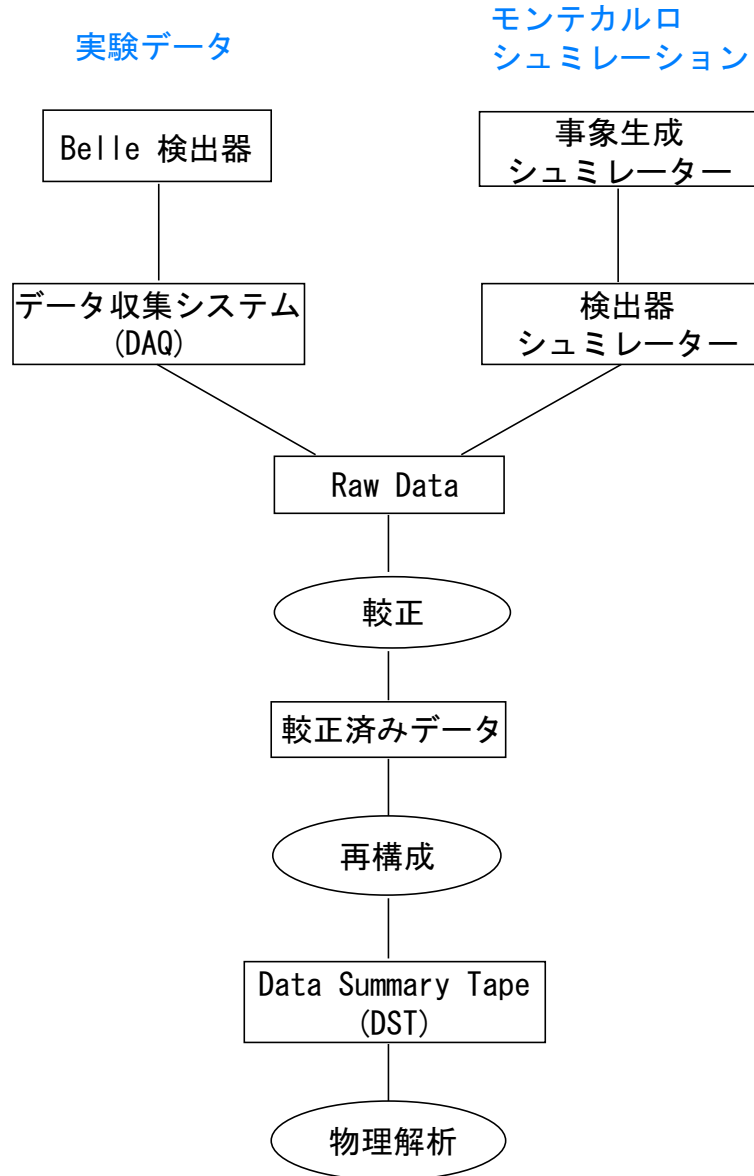 実験データ
モンテカルロ
シュミレーション
Belle 検出器
事象生成
シュミレーター
データ収集システム
(DAQ)
検出器
シュミレーター
Raw Data
較正
較正済みデータ
再構成
Data Summary Tape
(DST)
物理解析